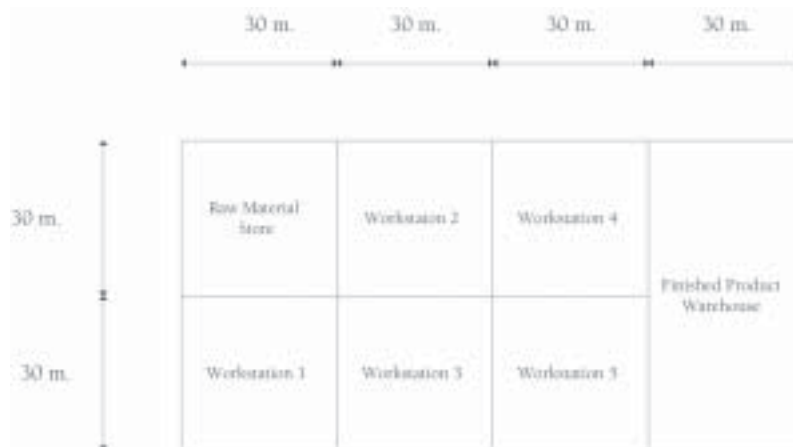 30 m.
30 m.
30 m.
30 m.
30 m.
Raw Material
Store
Workstaion 2
Workstation 4
Finished Product
Warehouse
30 m.
Workstation 1
Workstation 3
Workstation 5